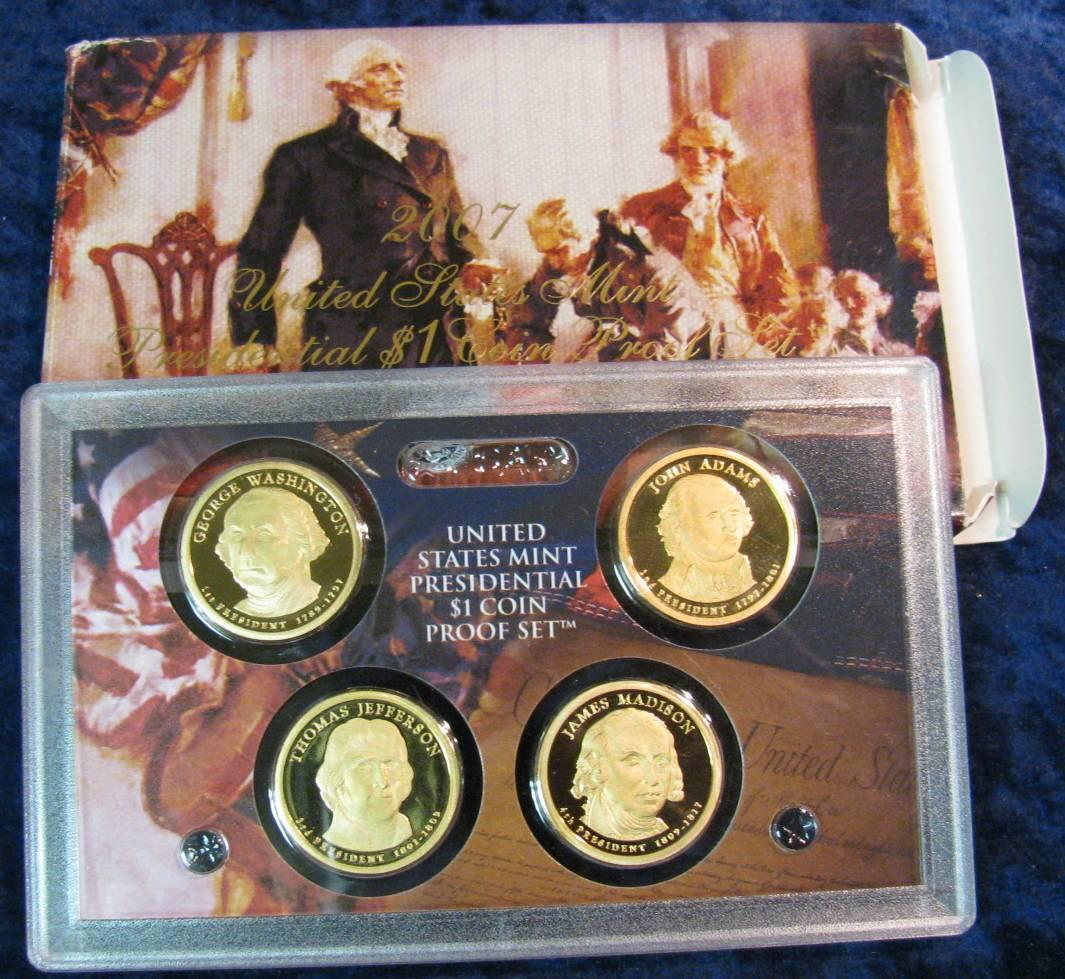 2007
United States Mint
Presidential $1 Coin Proof Set
GEORGE WASHINGTON
1st PRESIDENT 1789-1797
UNITED
STATES MINT
PRESIDENTIAL
$1 COIN
PROOF SET™
JOHN ADAMS
2nd PRESIDENT 1797-1801
THOMAS JEFFERSON
3rd PRESIDENT 1801-1809
JAMES MADISON
4th PRESIDENT 1809-1817
United Sta